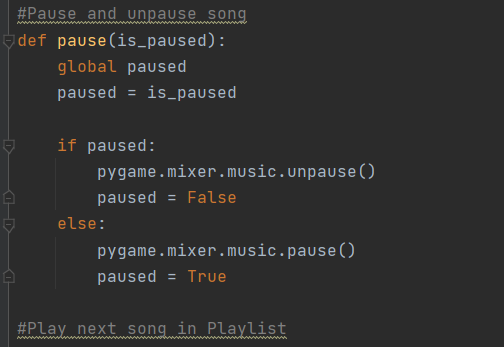 #Pause and unpause song
def pause(is_paused):
    global paused
    paused = is_paused

    if paused:
        pygame.mixer.music.unpause()
        paused = False
    else:
        pygame.mixer.music.pause()
        paused = True

#Play next song in Playlist